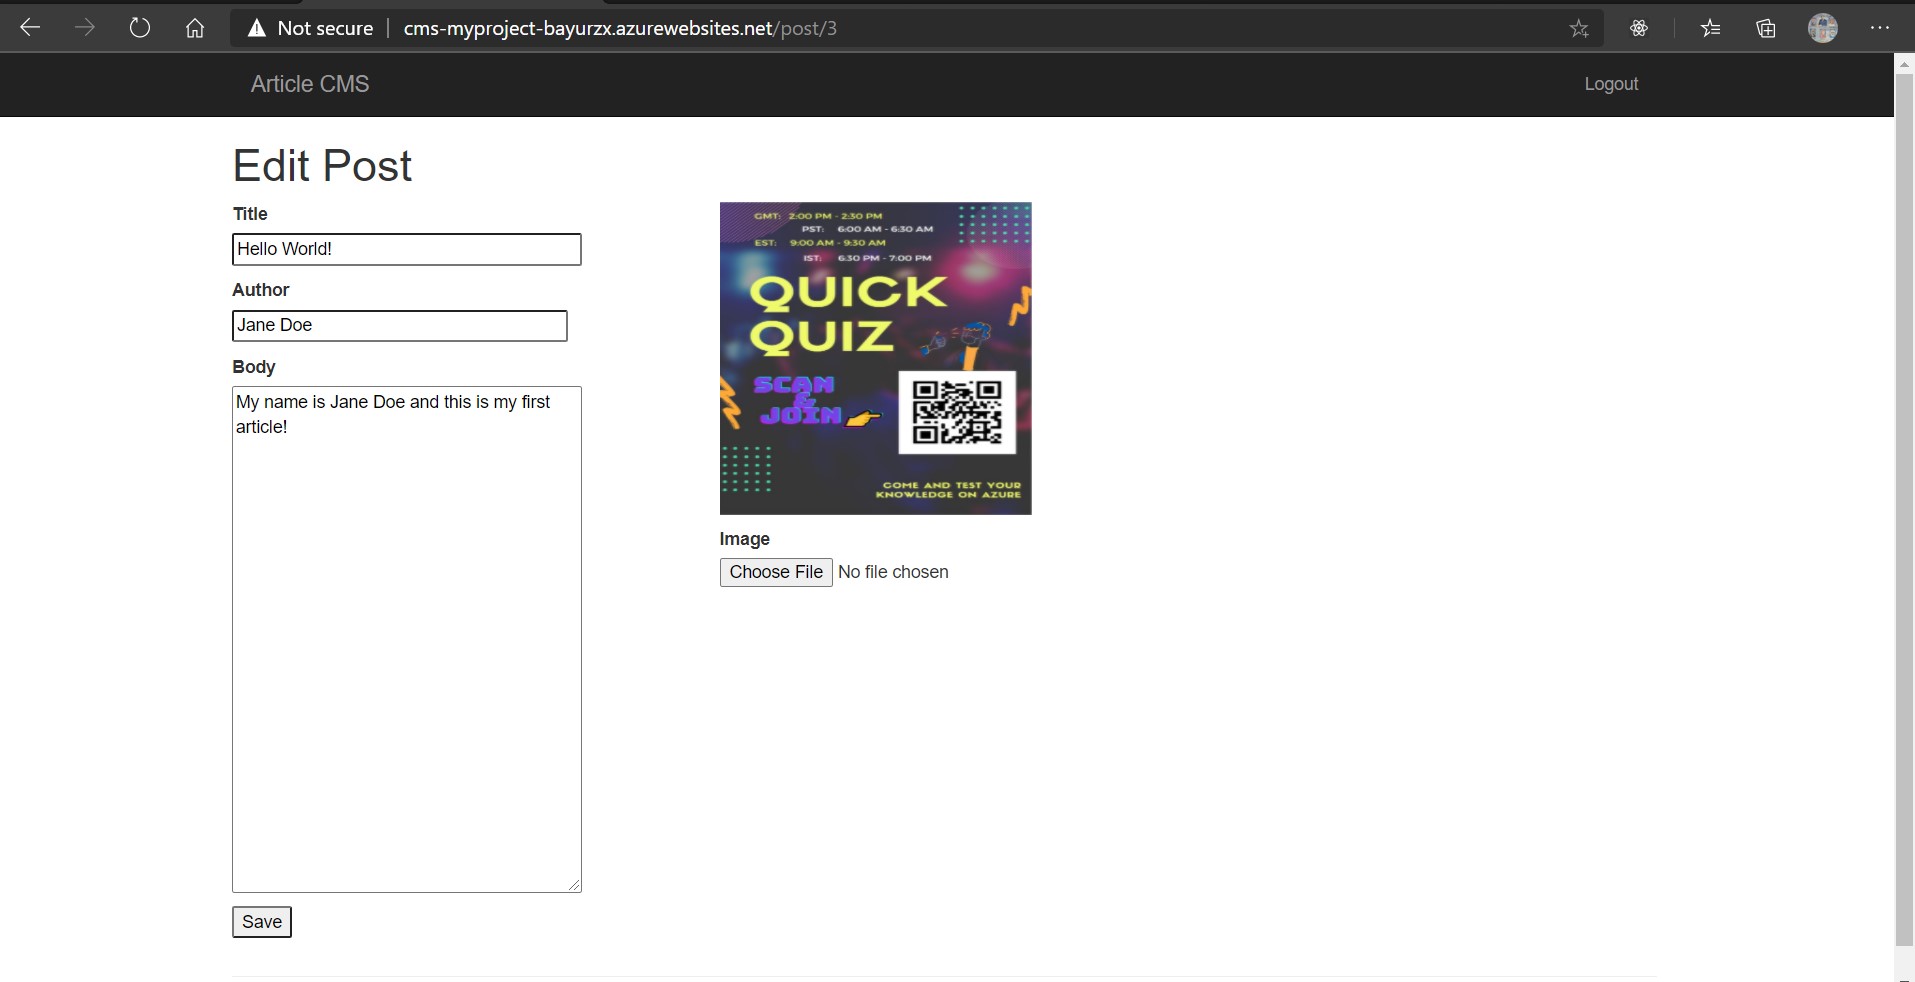 Not secure | cms-myproject-bayurzx.azurewebsites.net/post/3
Article CMS
Logout
Edit Post
Title
Hello World!
Author
Jane Doe
Body
My name is Jane Doe and this is my first
article!
Save
GMT: 2:00 PM - 2:30 PM
PST: 6:00 AM - 6:30 AM
EST: 9:00 AM - 9:30 AM
IST: 6:30 PM - 7:00 PM
QUICK
QUIZ
SCAN
&
JOIN
COME AND TEST YOUR
KNOWLEDGE ON AZURE
Image
Choose File No file chosen